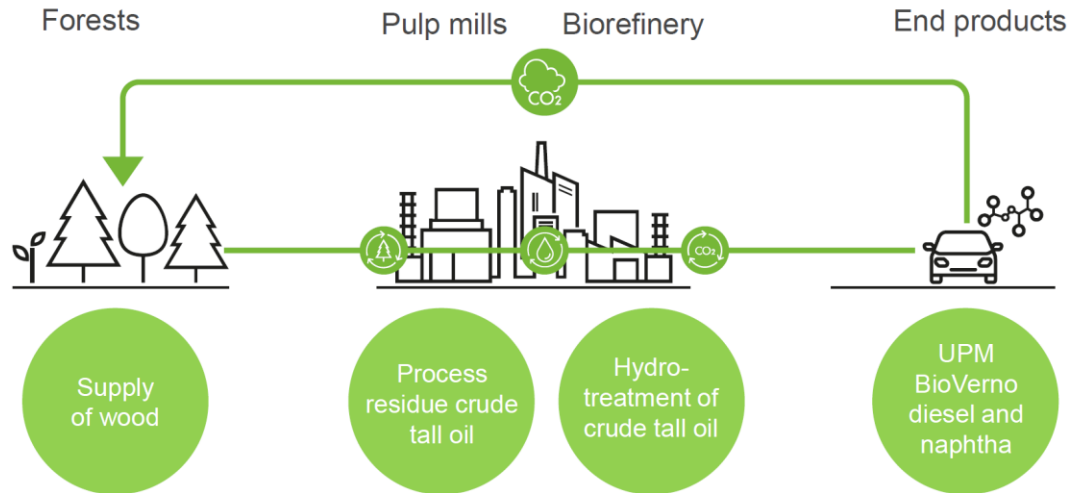 Forests
Pulp mills
Biorefinery
End products
CO₂
CO₂
Supply
of wood
Process
residue crude
tall oil
Hydro-
treatment of
crude tall oil
UPM
BioVerno
diesel and
naphtha